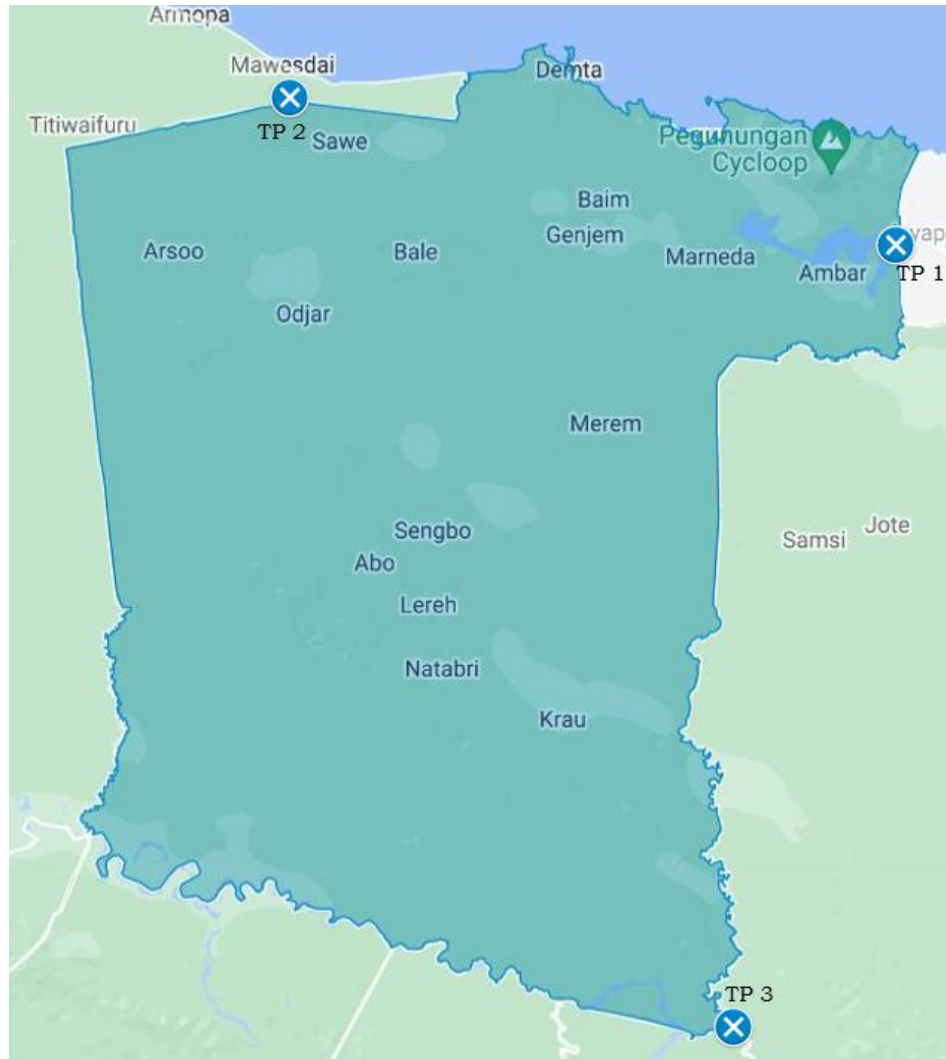 Armopa
Mawesdai
Demta
TP 2
Titiwaifuru
Sawe
Pegunungan
Cycloop
Baim
Genjem
Arsoo
Bale
Marneda
Ambar
yap
TP 1
Odjar
Merem
Sengbo
Samsi
Jote
Abo
Lereh
Natabri
Krau
TP 3